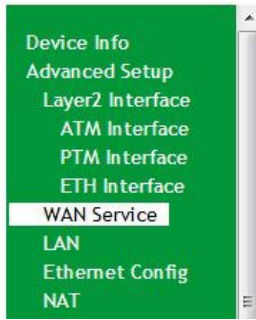 Device Info
Advanced Setup
Layer2 Interface
ATM Interface
PTM Interface
ETH Interface
WAN Service
LAN
Ethernet Config
NAT